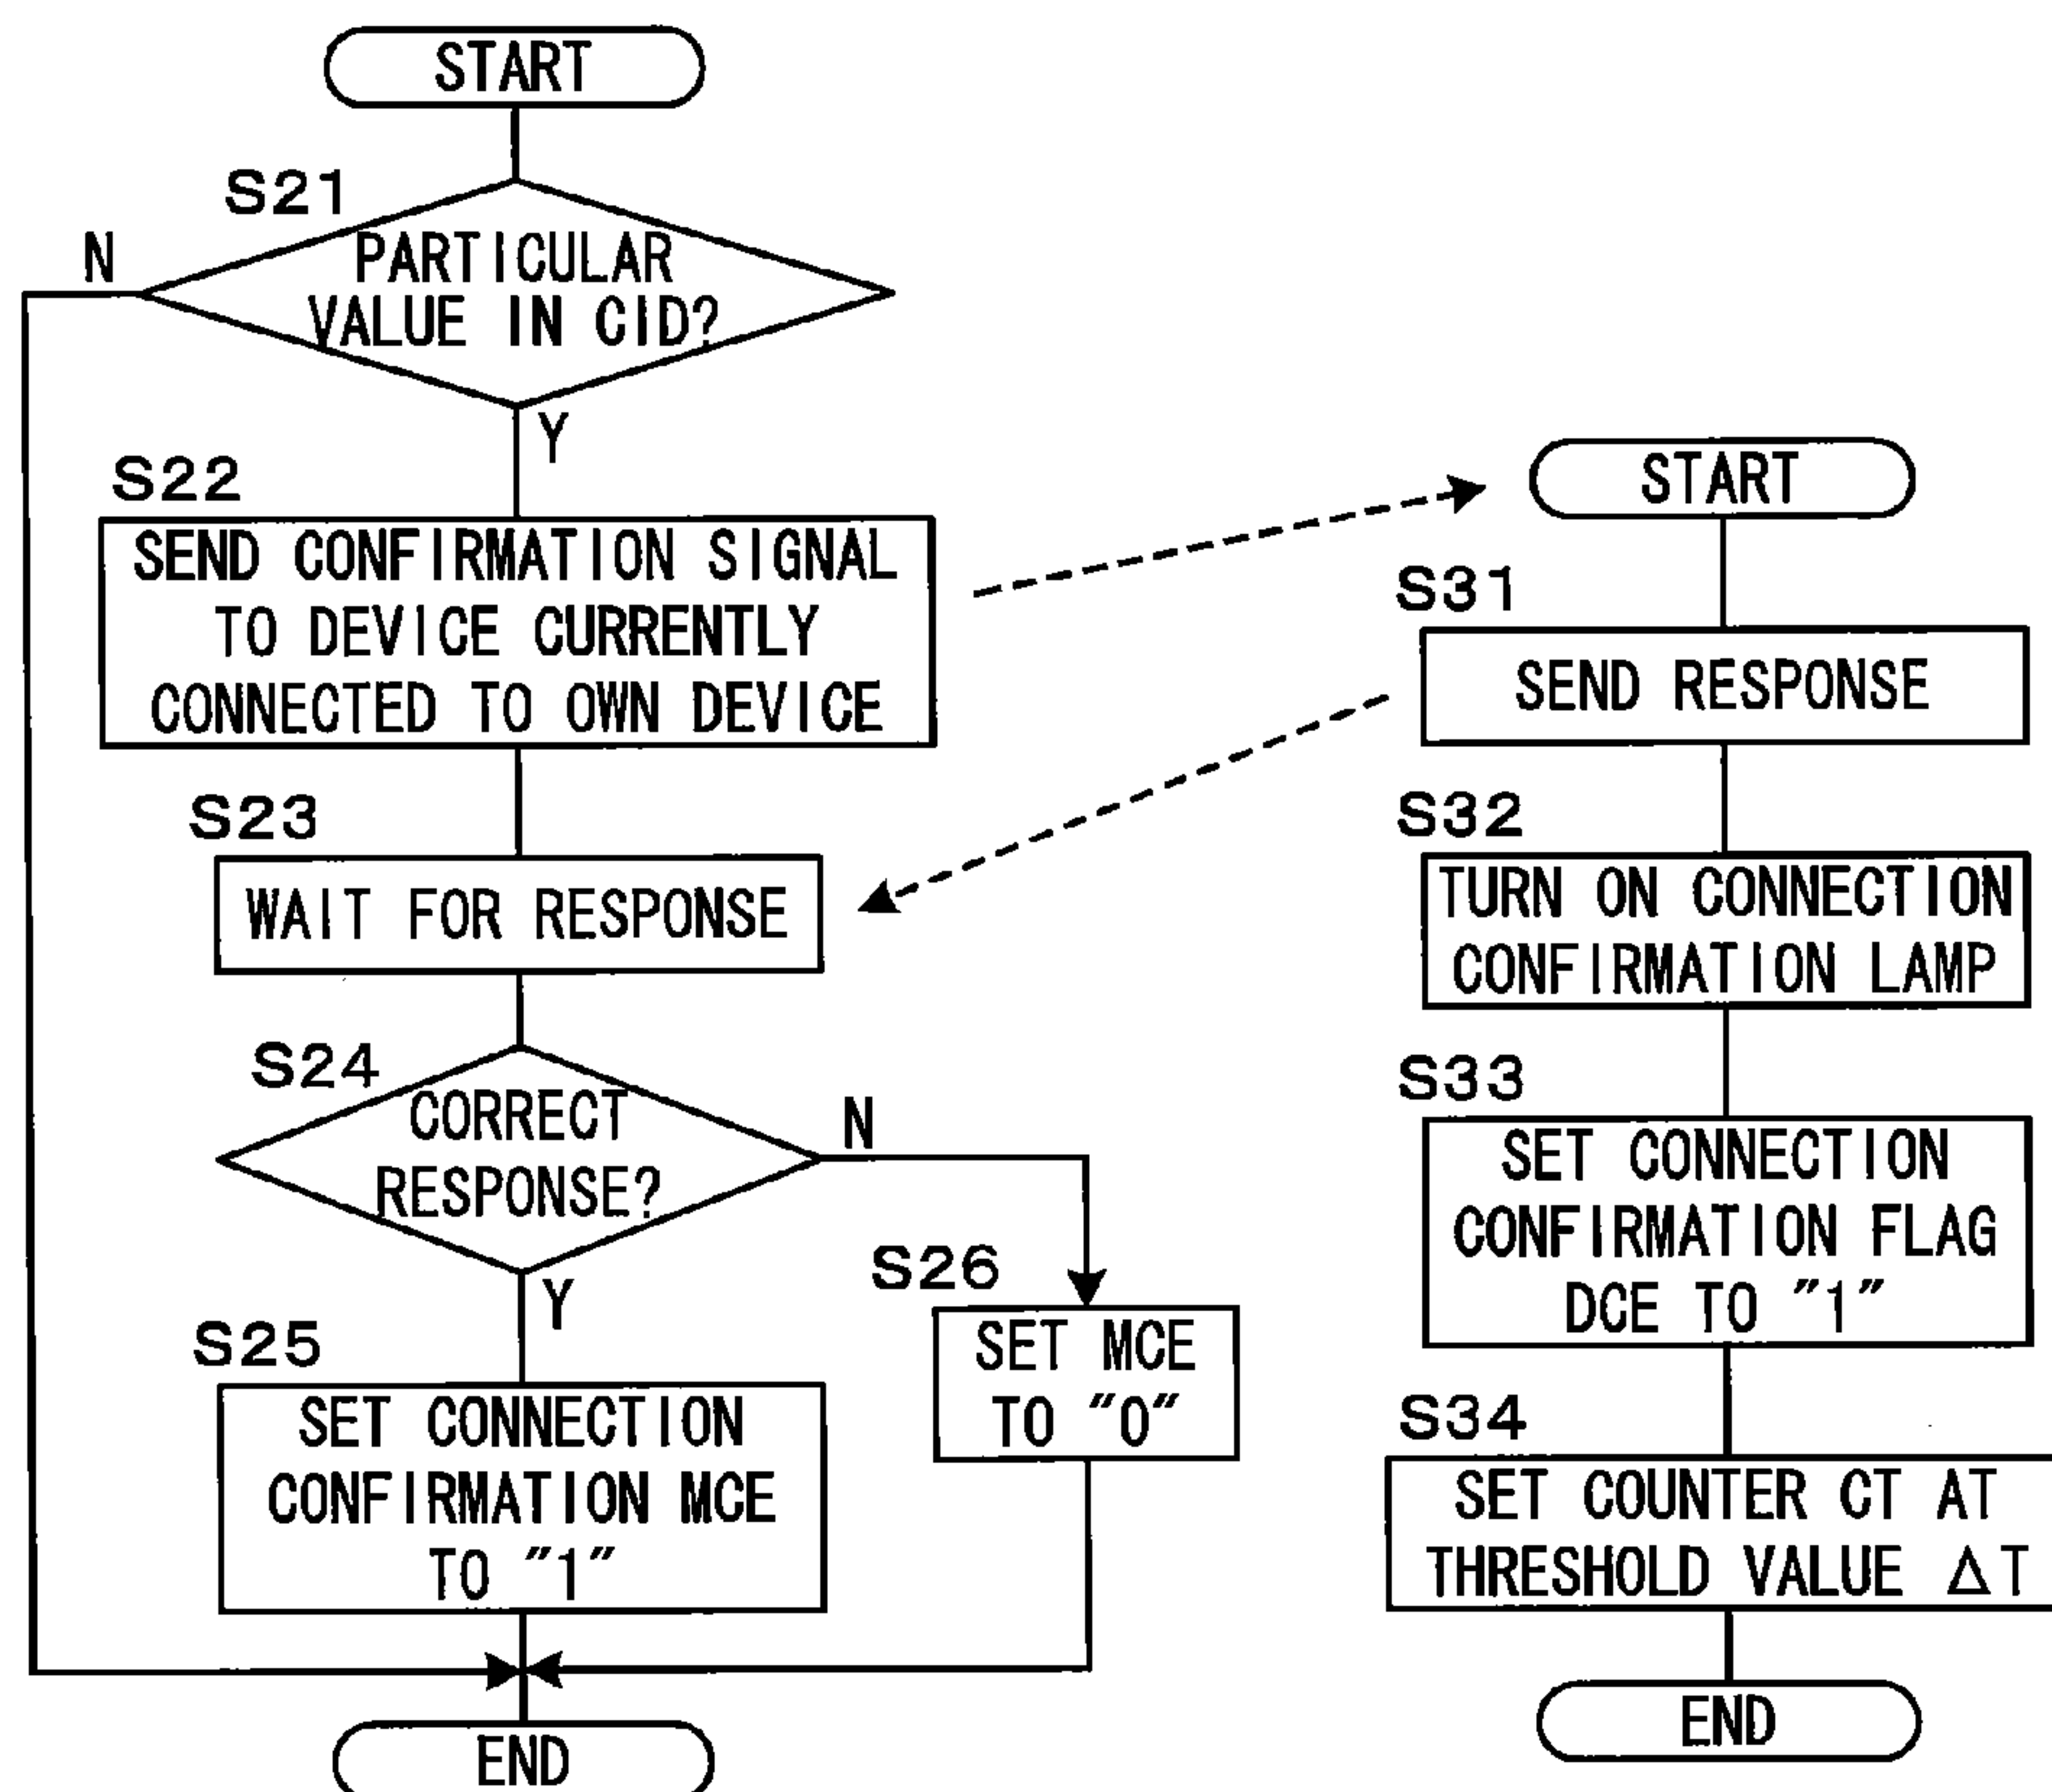 START
S21
N
PARTICULAR
VALUE IN CID?
Y
S22
SEND CONFIRMATION SIGNAL
TO DEVICE CURRENTLY
CONNECTED TO OWN DEVICE
S23
WAIT FOR RESPONSE
S24
CORRECT
RESPONSE?
N
Y
S25
SET CONNECTION
CONFIRMATION MCE
TO "1"
S26
SET MCE
TO "0"
END
START
S31
SEND RESPONSE
S32
TURN ON CONNECTION
CONFIRMATION LAMP
S33
SET CONNECTION
CONFIRMATION FLAG
DCE TO "1"
S34
SET COUNTER CT AT
THRESHOLD VALUE ΔT
END